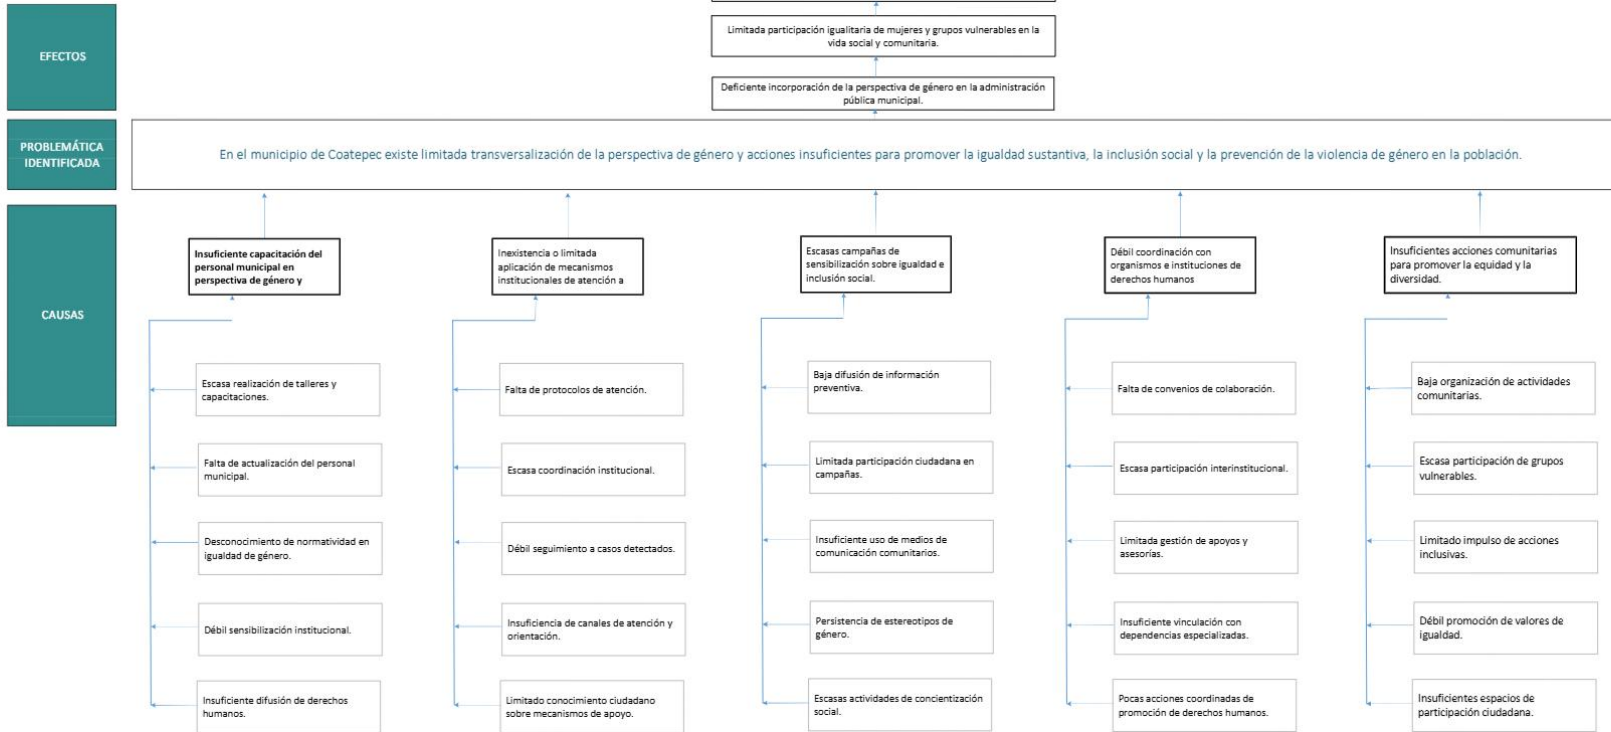 EFECTOS
Limitada participación igualitaria de mujeres y grupos vulnerables en la
vida social y comunitaria.
Deficiente incorporación de la perspectiva de género en la administración
pública municipal.
PROBLEMÁTICA
IDENTIFICADA
En el municipio de Coatepec existe limitada transversalización de la perspectiva de género y acciones insuficientes para promover la igualdad sustantiva, la inclusión social y la prevención de la violencia de género en la población.
CAUSAS
Insuficiente capacitación del
personal municipal en
perspectiva de género y
Escasa realización de talleres y
capacitaciones.
Falta de actualización del personal
municipal.
Desconocimiento de normatividad en
igualdad de género.
Débil sensibilización institucional.
Insuficiente difusión de derechos
humanos.
Inexistencia o limitada
aplicación de mecanismos
institucionales de atención a
Falta de protocolos de atención.
Escasa coordinación institucional.
Débil seguimiento a casos detectados.
Insuficiencia de canales de atención y
orientación.
Limitado conocimiento ciudadano
sobre mecanismos de apoyo.
Escasas campañas de
sensibilización sobre igualdad e
inclusión social.
Baja difusión de información
preventiva.
Limitada participación ciudadana en
campañas.
Insuficiente uso de medios de
comunicación comunitarios.
Persistencia de estereotipos de
género.
Escasas actividades de concientización
social.
Débil coordinación con
organismos e instituciones de
derechos humanos
Falta de convenios de colaboración.
Escasa participación interinstitucional.
Limitada gestión de apoyos y
asesorías.
Insuficiente vinculación con
dependencias especializadas.
Pocas acciones coordinadas de
promoción de derechos humanos.
Insuficientes acciones comunitarias
para promover la equidad y la
diversidad.
Baja organización de actividades
comunitarias.
Escasa participación de grupos
vulnerables.
Limitado impulso de acciones
inclusivas.
Débil promoción de valores de
igualdad.
Insuficientes espacios de
participación ciudadana.